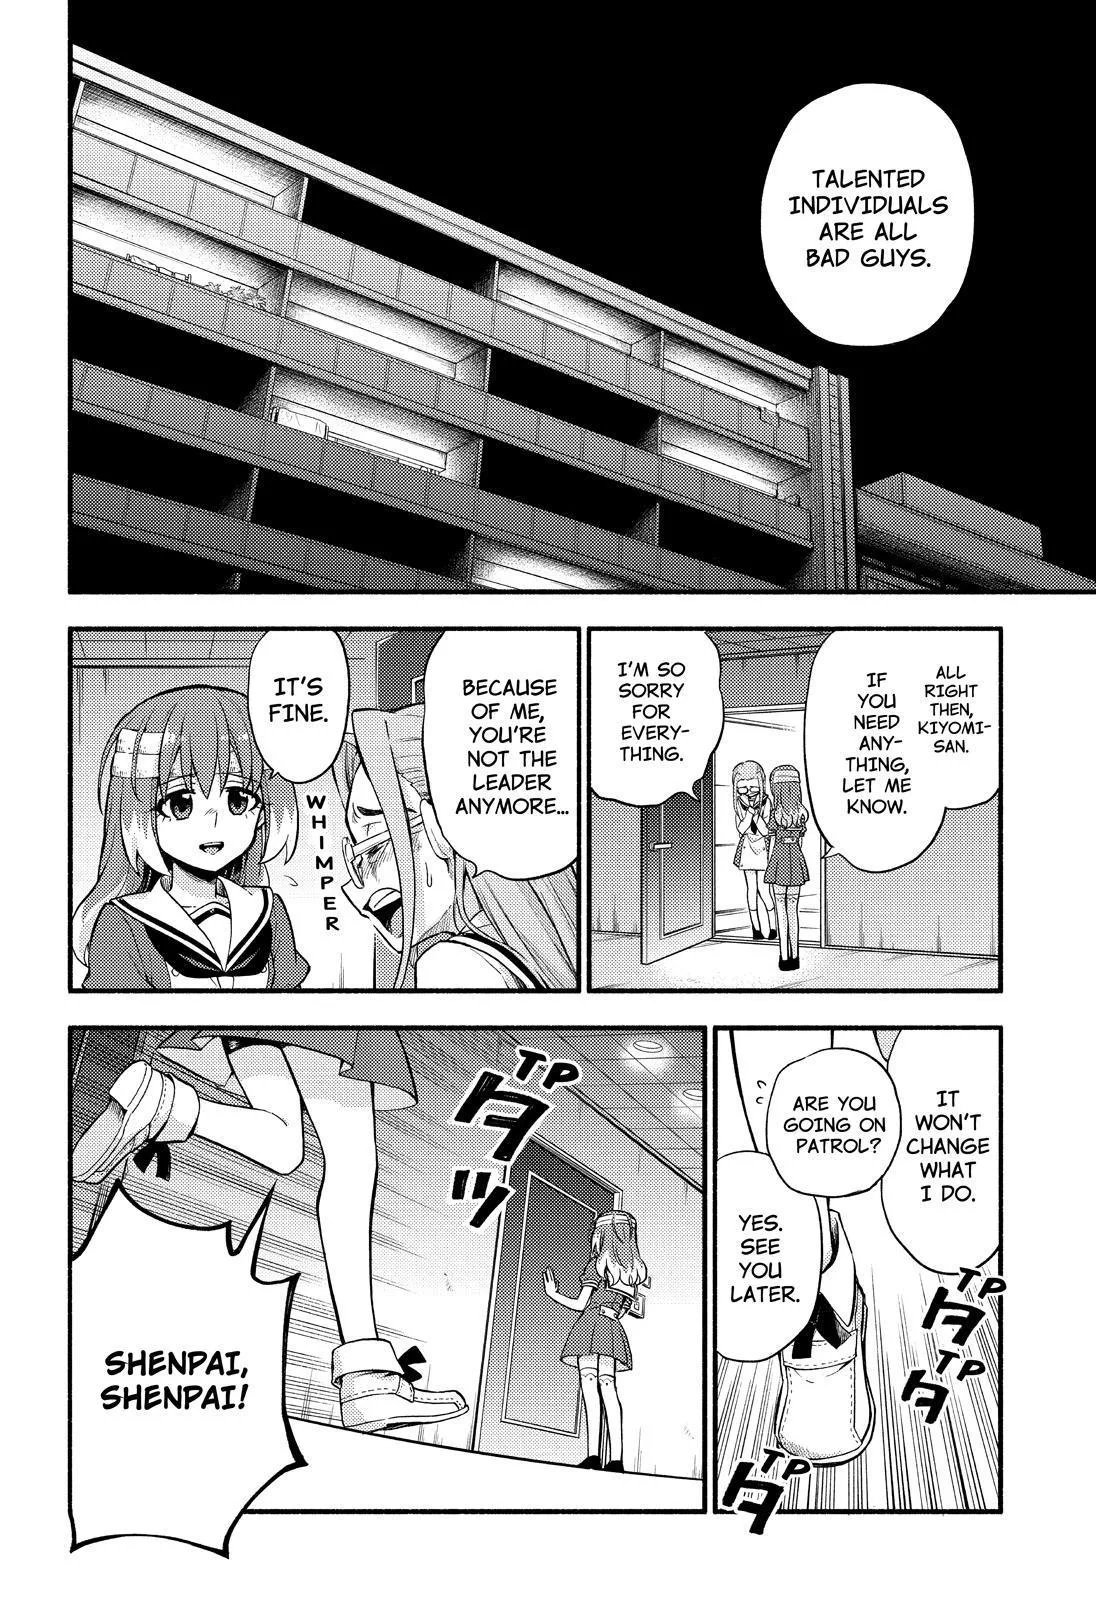 TALENTED
INDIVIDUALS
ARE ALL
BAD GUYS.
ALL
RIGHT
THEN,
KIYOMI-
SAN.
IF
YOU
NEED
ANY-
THING,
LET ME
KNOW.
I'M SO
SORRY
FOR
EVERY-
THING.
BECAUSE
OF ME,
YOU'RE
NOT THE
LEADER
ANYMORE...
WHIMPER
IT'S
FINE.
IT
WON'T
CHANGE
WHAT
I DO.
ARE YOU
GOING ON
PATROL?
YES.
SEE
YOU
LATER.
TP
タ
TP
タ
TP
タ
TP
タッ
SHENPAI,
SHENPAI!